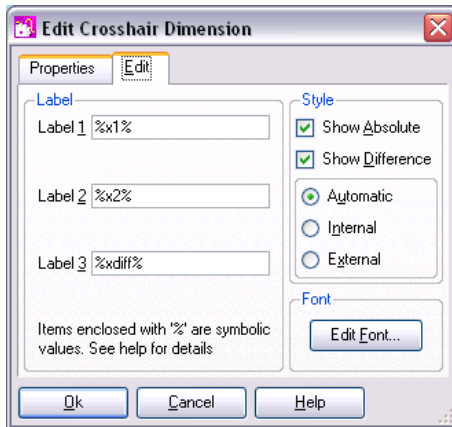 Edit Crosshair Dimension
Properties
Edit
Label
Label 1 %x1%
Label 2 %x2%
Label 3 %xdiff%
Items enclosed with '%' are symbolic
values. See help for details
Style
Show Absolute
Show Difference
Automatic
Internal
External
Font
Edit Font...
Ok
Cancel
Help